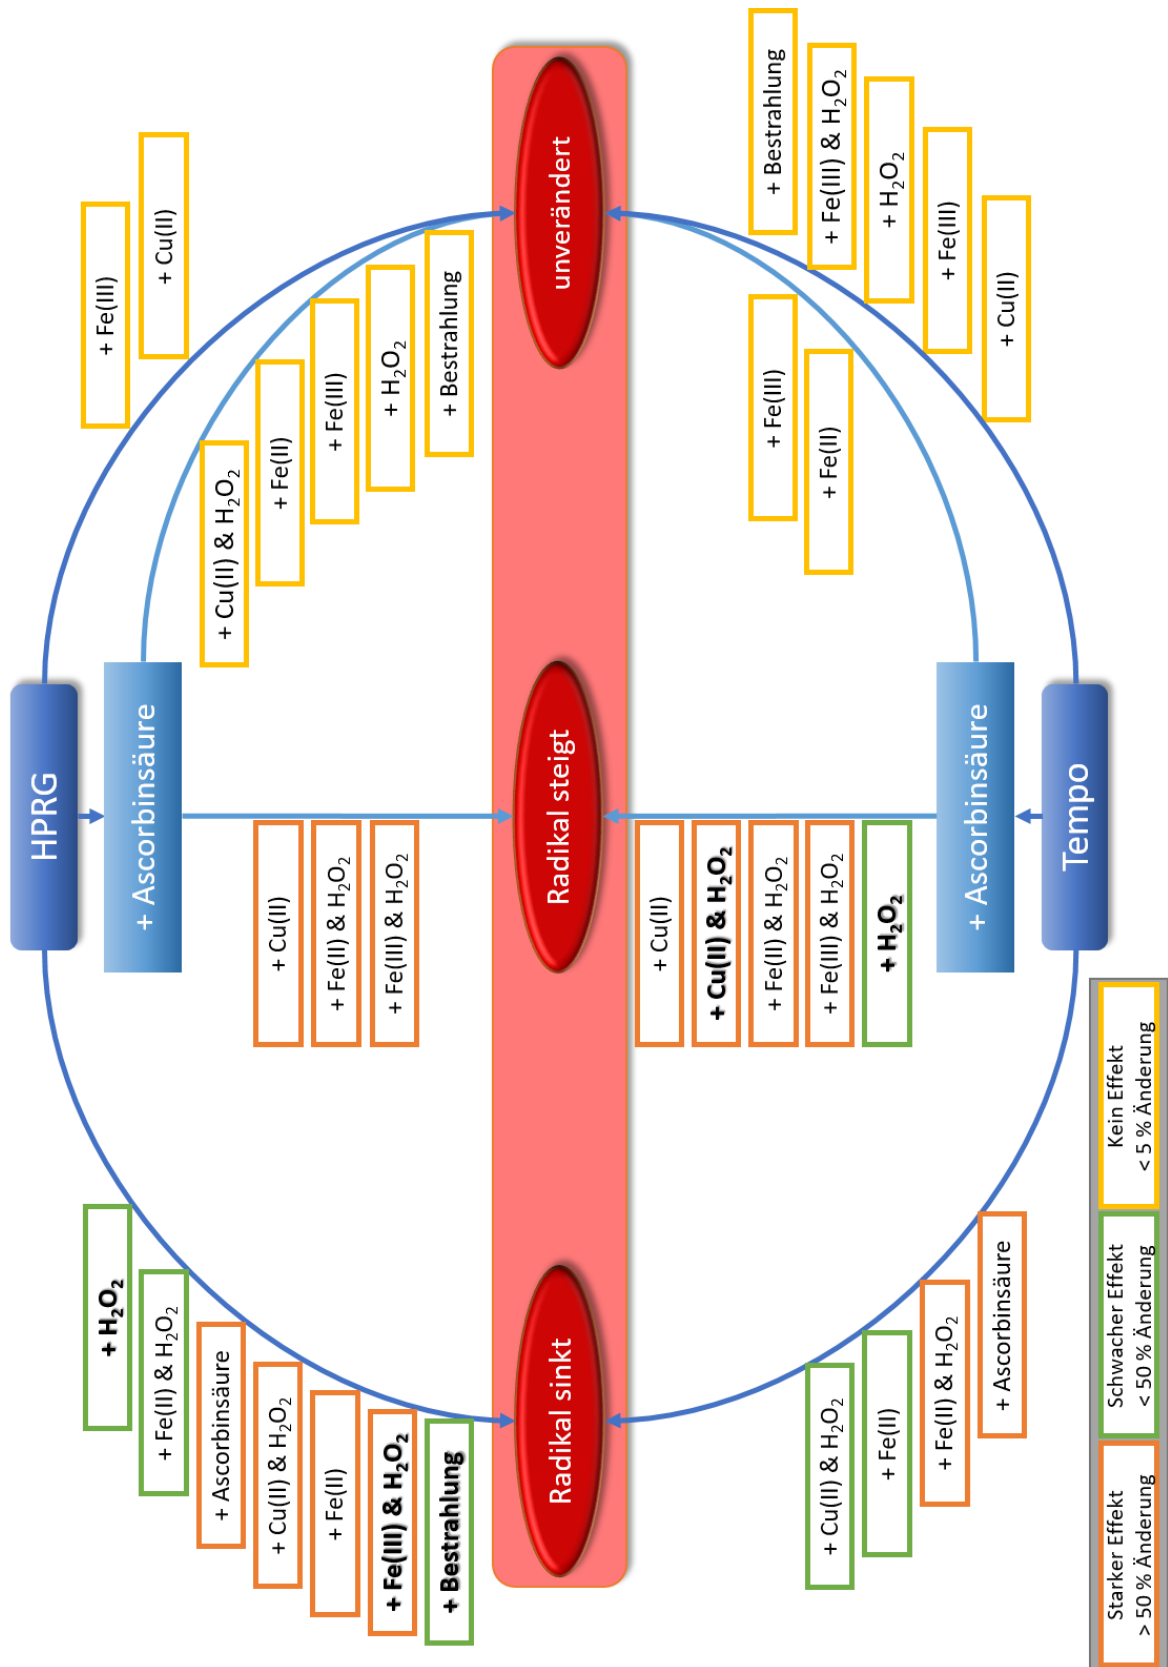 HPRG
+ Ascorbinsäure
+ H₂O₂
+ Fe(II) & H₂O₂
+ Ascorbinsäure
+ Cu(II) & H₂O₂
+ Fe(II)
+ Fe(III) & H₂O₂
+ Bestrahlung
+ Cu(II)
+ Fe(II) & H₂O₂
+ Fe(III) & H₂O₂
+ Fe(III)
+ Cu(II)
+ Cu(II) & H₂O₂
+ Fe(II)
+ Fe(III)
+ H₂O₂
+ Bestrahlung
Radikal sinkt
Radikal steigt
unverändert
+ Cu(II) & H₂O₂
+ Fe(II)
+ Fe(II) & H₂O₂
+ Ascorbinsäure
+ Cu(II)
+ Cu(II) & H₂O₂
+ Fe(II) & H₂O₂
+ Fe(III) & H₂O₂
+ H₂O₂
+ Fe(III)
+ Fe(II)
+ Bestrahlung
+ Fe(III) & H₂O₂
+ H₂O₂
+ Fe(III)
+ Cu(II)
+ Ascorbinsäure
Tempo
Starker Effekt
> 50 % Änderung
Schwacher Effekt
< 50 % Änderung
Kein Effekt
< 5 % Änderung